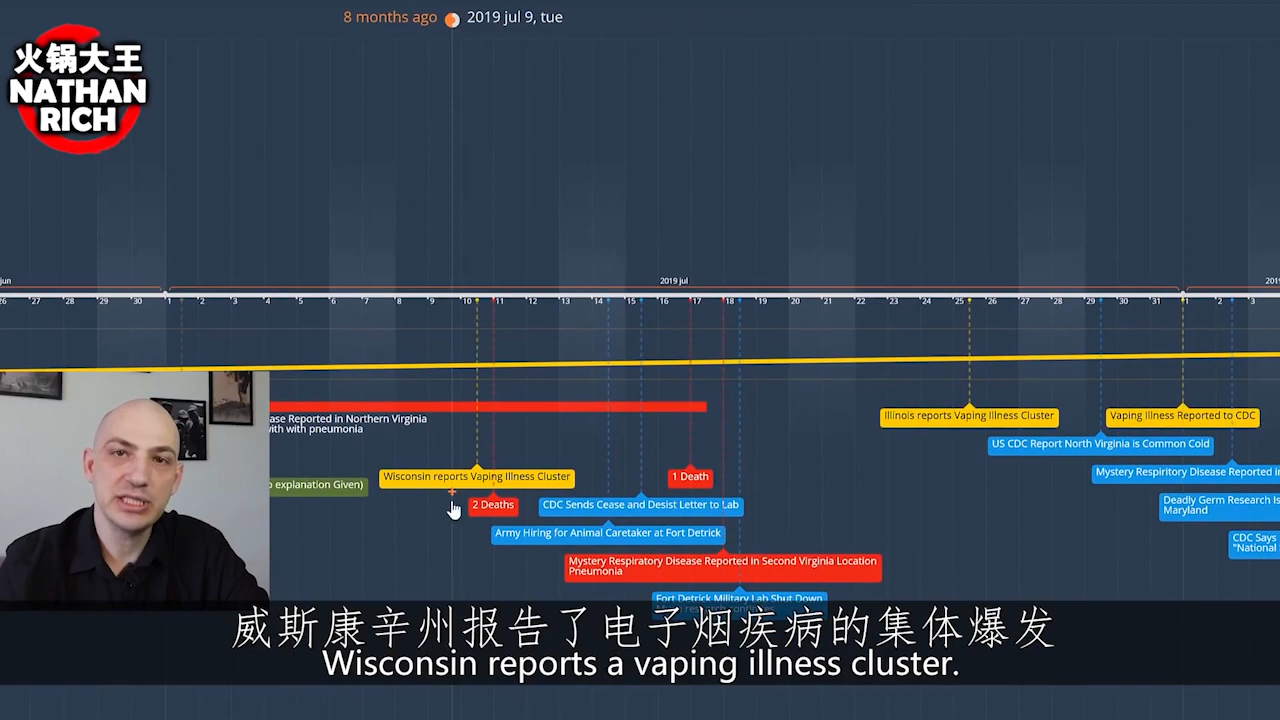 8 months ago 2019 jul 9, tue
火锅大王
NATHAN
RICH
jun 2019 jul
26 27 28 29 30 1 2 3 4 5 6 7 8 9 10 11 12 13 14 15 16 17 18 19 20 21 22 23 24 25 26 27 28 29 30 31 2 3
ase Reported in Northern Virginia
with with pneumonia
o explanation Given)
Wisconsin reports Vaping Illness Cluster
2 Deaths
1 Death
CDC Sends Cease and Desist Letter to Lab
Army Hiring for Animal Caretaker at Fort Detrick
Mystery Respiratory Disease Reported in Second Virginia Location
Pneumonia
Fort Detrick Military Lab Shut Down
Illinois reports Vaping Illness Cluster
Vaping Illness Reported to CDC
US CDC Report North Virginia is Common Cold
Mystery Respiritory Disease Reported in
Deadly Germ Research is
Maryland
CDC Says
"National
威斯康辛州报告了电子烟疾病的集体爆发
Wisconsin reports a vaping illness cluster.